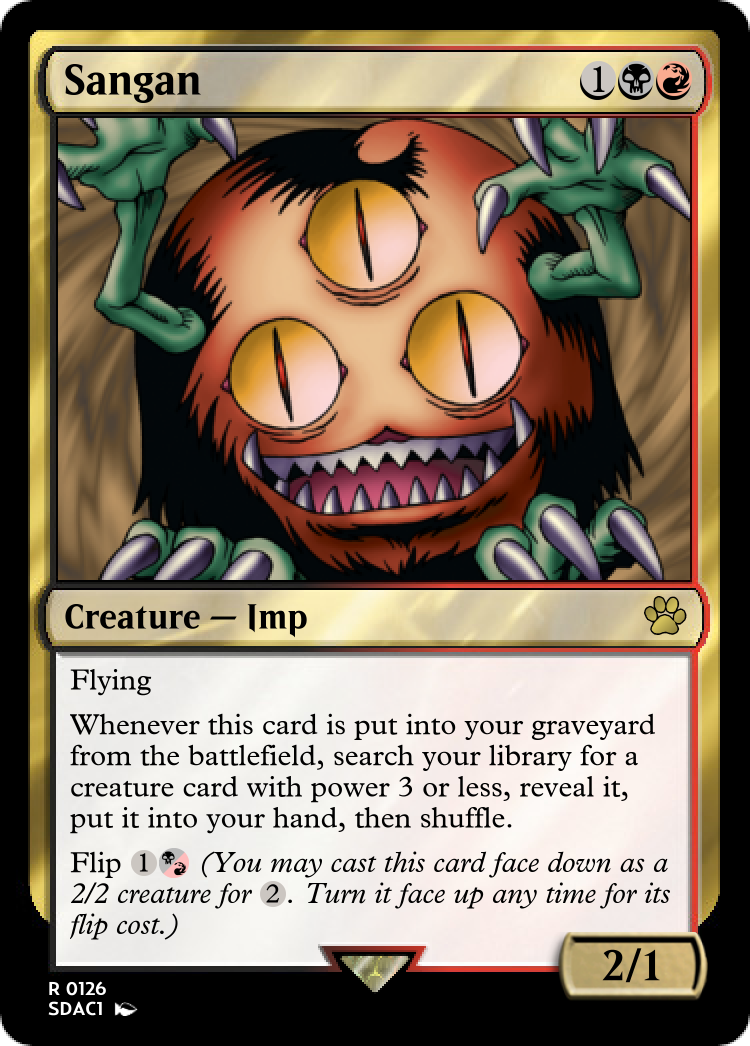 Sangan 1
Creature — Imp
Flying
Whenever this card is put into your graveyard
from the battlefield, search your library for a
creature card with power 3 or less, reveal it,
put it into your hand, then shuffle.
Flip 1 (You may cast this card face down as a
2/2 creature for 2. Turn it face up any time for its
flip cost.)
2/1
R 0126
SDAC1